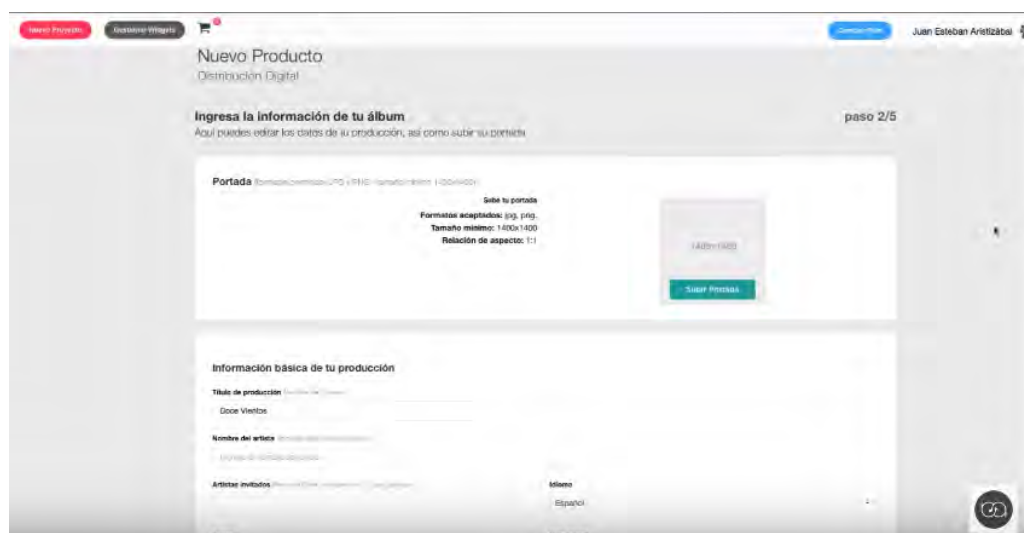 Nuevo Proyecto
0
Juan Esteban Aristizábal
Nuevo Producto
Distribución Digital
Ingresa la información de tu álbum
paso 2/5
Aquí puedes editar los datos de tu producción, así como subir su portada
Portada
Sube tu portada
Formatos aceptados: jpg, png.
Tamaño mínimo: 1400x1400
Relación de aspecto: 1:1
1400x1400
Subir Portada
Información básica de tu producción
Título de producción
Doce Vientos
Nombre del artista
Artistas invitados
Idioma
Español